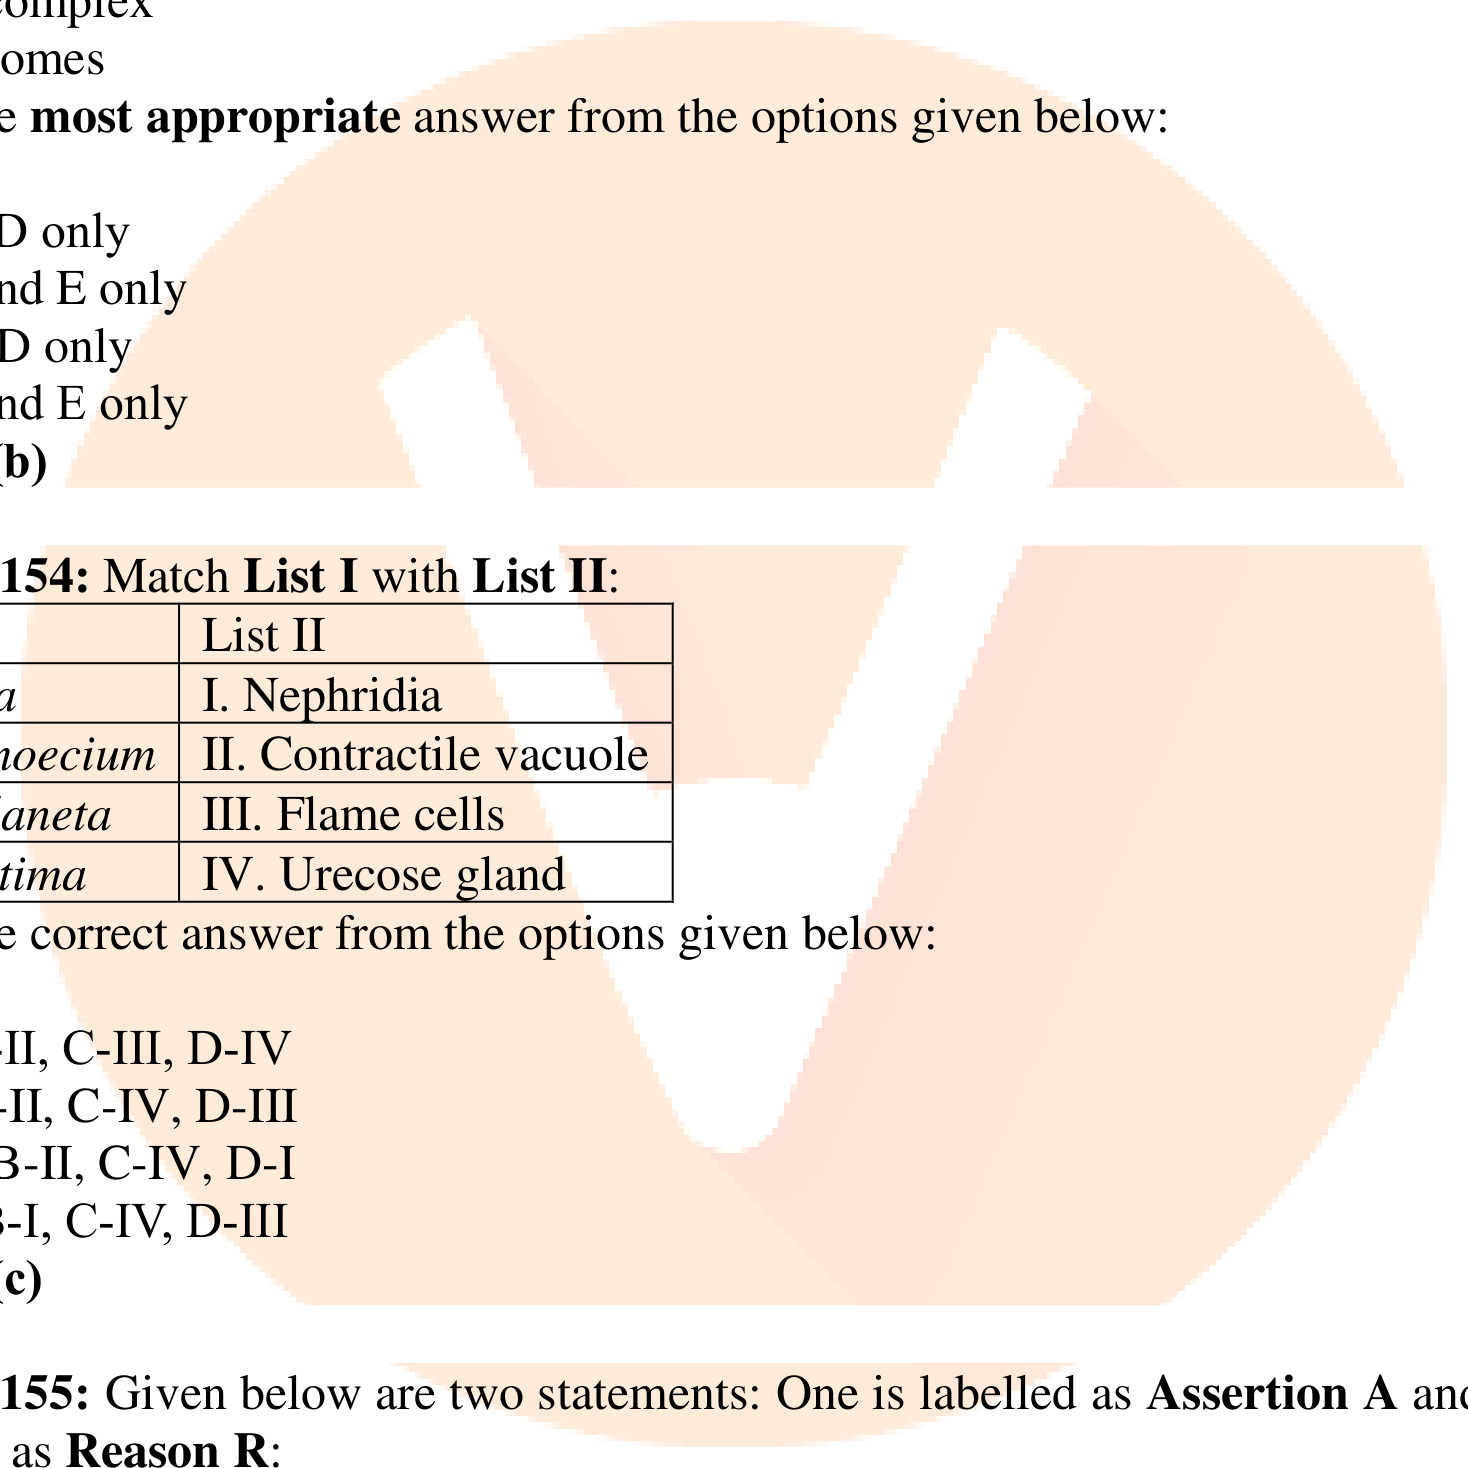 complex
omes
e most appropriate answer from the options given below:
D only
nd E only
D only
nd E only
(b)
154: Match List I with List II:
List II
a I. Nephridia
noecium II. Contractile vacuole
laneta III. Flame cells
tima IV. Urecose gland
e correct answer from the options given below:
-II, C-III, D-IV
-II, C-IV, D-III
B-II, C-IV, D-I
B-I, C-IV, D-III
(c)
155: Given below are two statements: One is labelled as Assertion A and
as Reason R: